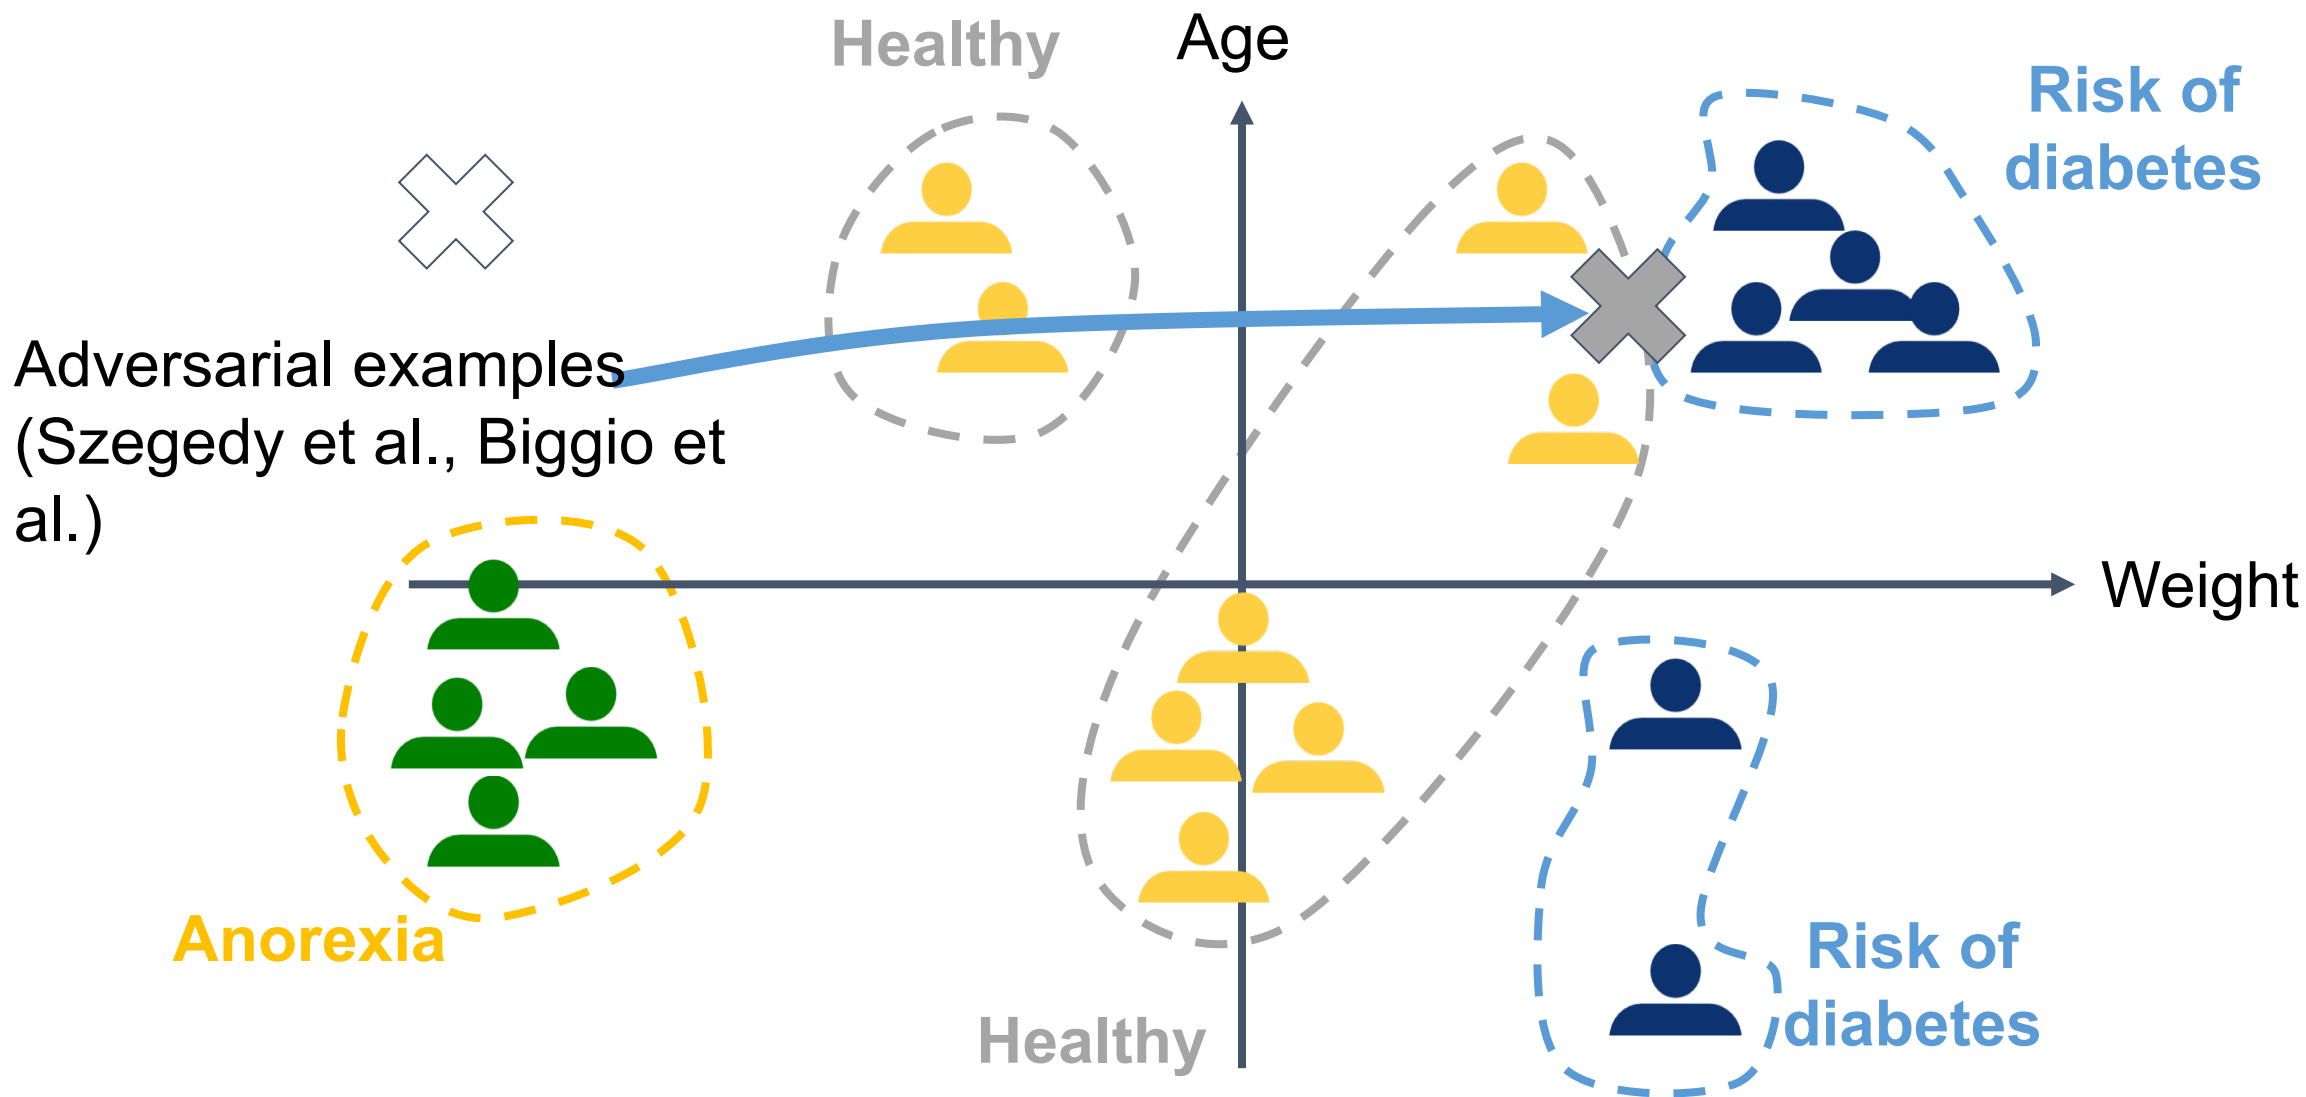 Healthy
Age
Risk of
diabetes
Adversarial examples
(Szegedy et al., Biggio et
al.)
Weight
Anorexia
Risk of
diabetes
Healthy